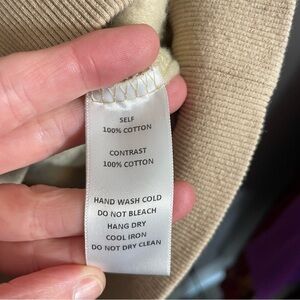 SELF
100% COTTON
CONTRAST
100% COTTON
HAND WASH COLD
DO NOT BLEACH
HANG DRY
COOL IRON
DO NOT DRY CLEAN